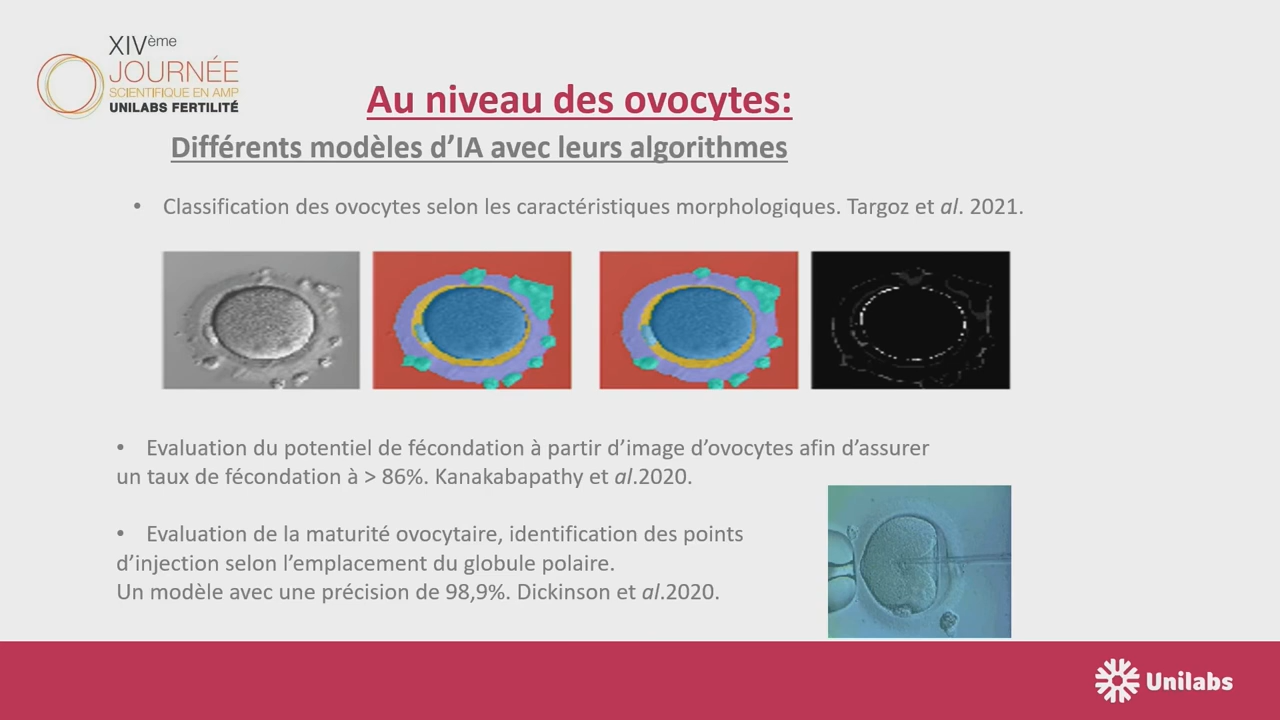 XIVème
JOURNÉE
SCIENTIFIQUE EN AMP
UNILABS FERTILITÉ
Au niveau des ovocytes:
Différents modèles d’IA avec leurs algorithmes
• Classification des ovocytes selon les caractéristiques morphologiques. Targoz et al. 2021.
• Evaluation du potentiel de fécondation à partir d’image d’ovocytes afin d’assurer
un taux de fécondation à > 86%. Kanakabapathy et al.2020.
• Evaluation de la maturité ovocytaire, identification des points
d’injection selon l’emplacement du globule polaire.
Un modèle avec une précision de 98,9%. Dickinson et al.2020.
Unilabs